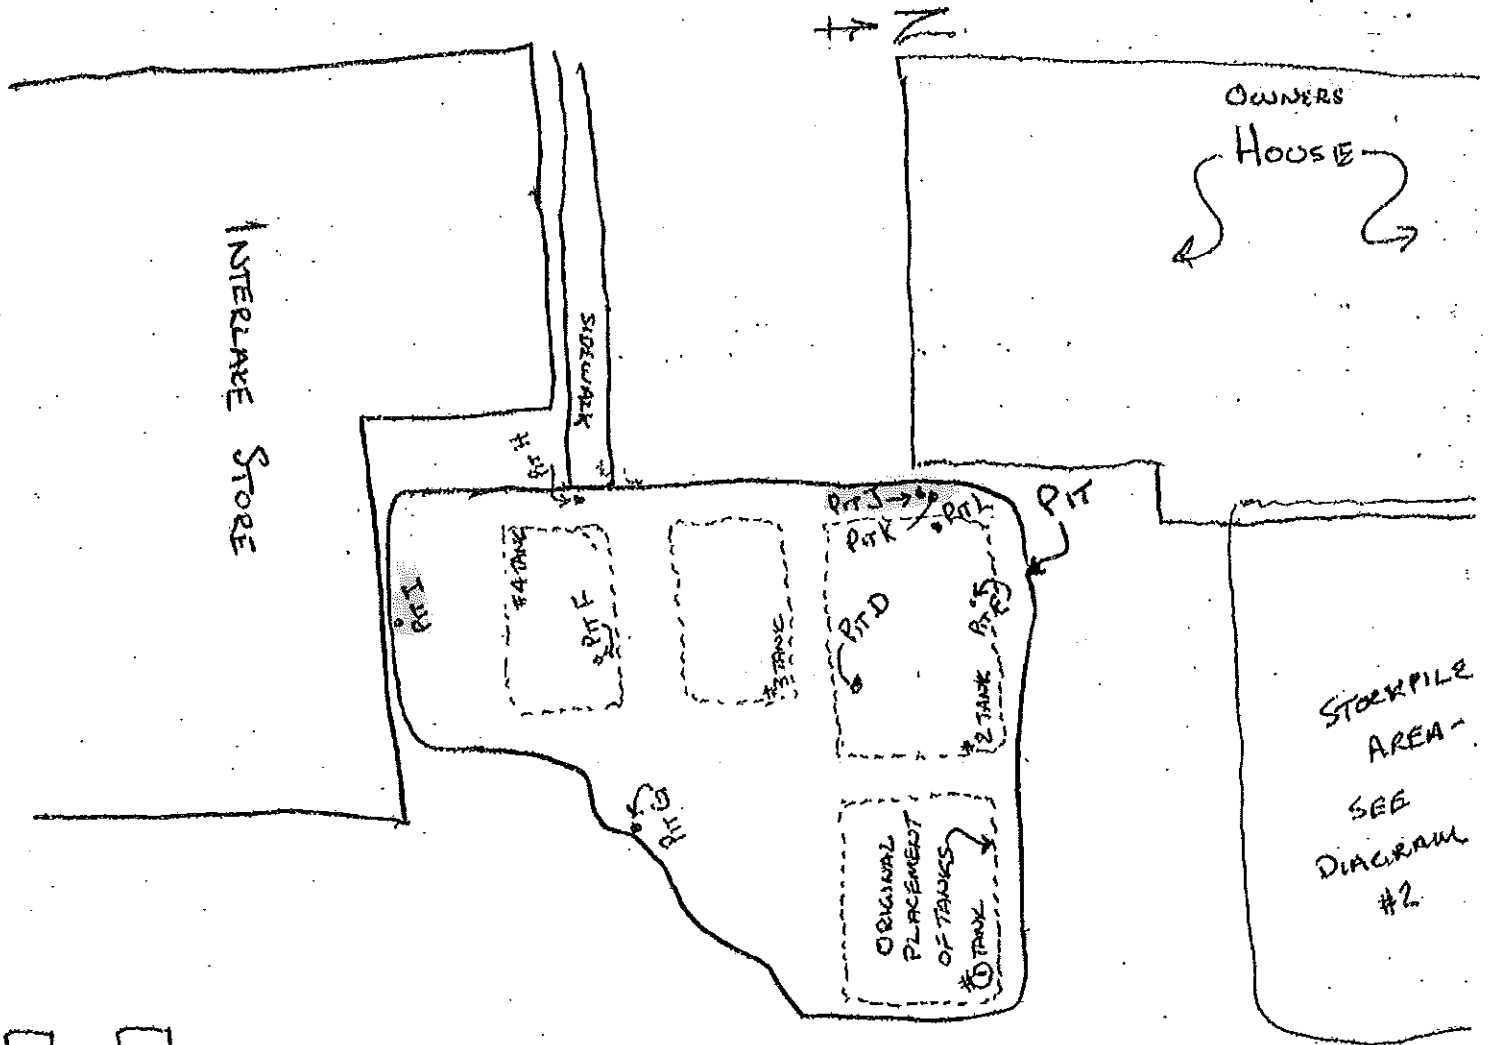 N
OWNERS
HOUSE
INTERLAKE STORE
SIDEWALK
PIT H
PIT J
PIT K
PIT L
PIT
PIT I
#4 TANK
PIT F
#3 TANK
PIT D
PIT E
#2 TANK
PIT G
ORIGINAL
PLACEMENT
OF TANKS
#1 TANK
STOCKPILE
AREA-
SEE
DIAGRAM
#2